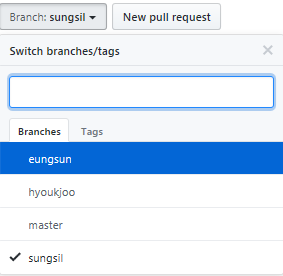 Branch: sungsil New pull request
Switch branches/tags
Branches Tags
eungsun
hyoukjoo
master
sungsil